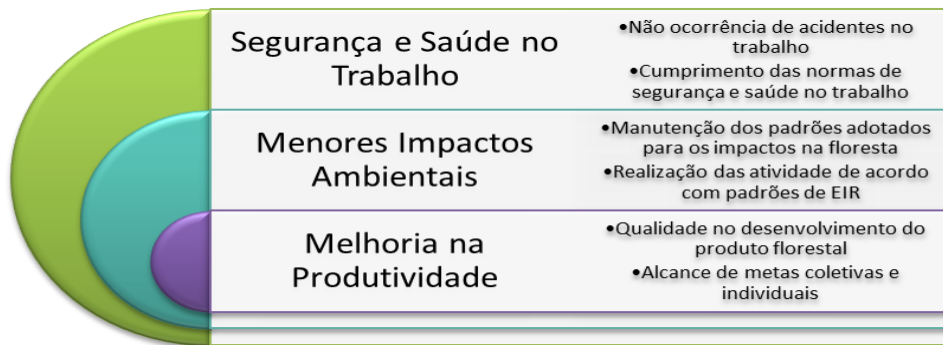 Segurança e Saúde no
Trabalho
•Não ocorrência de acidentes no
trabalho
•Cumprimento das normas de
segurança e saúde no trabalho
Menores Impactos
Ambientais
•Manutenção dos padrões adotados
para os impactos na floresta
•Realização das atividade de acordo
com padrões de EIR
Melhoria na
Produtividade
•Qualidade no desenvolvimento do
produto florestal
•Alcance de metas coletivas e
individuais